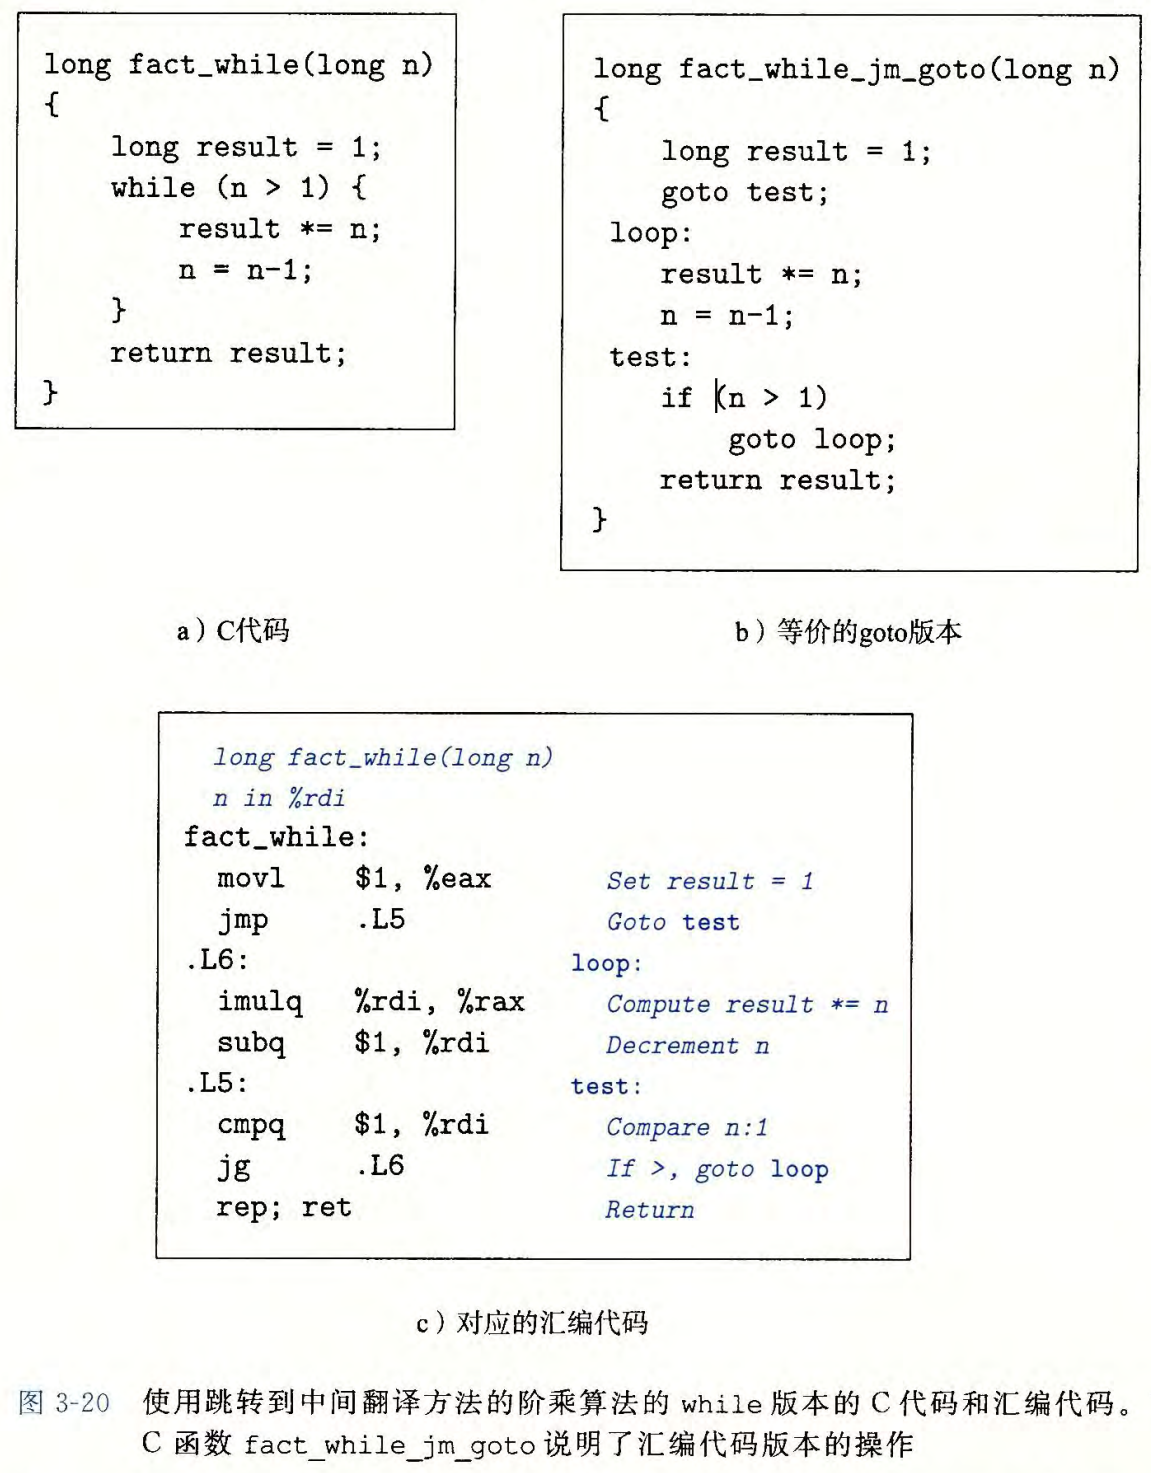 long fact_while(long n)
{
    long result = 1;
    while (n > 1) {
        result *= n;
        n = n-1;
    }
    return result;
}
a）C代码
long fact_while_jm_goto(long n)
{
    long result = 1;
    goto test;
 loop:
    result *= n;
    n = n-1;
 test:
    if (n > 1)
        goto loop;
    return result;
}
b）等价的goto版本
long fact_while(long n)
n in %rdi
fact_while:
  movl    $1, %eax    Set result = 1
  jmp     .L5    Goto test
.L6:    loop:
  imulq   %rdi, %rax    Compute result *= n
  subq    $1, %rdi    Decrement n
.L5:    test:
  cmpq    $1, %rdi    Compare n:1
  jg      .L6    If >, goto loop
  rep; ret    Return
c）对应的汇编代码
图 3-20 使用跳转到中间翻译方法的阶乘算法的 while 版本的 C 代码和汇编代码。
C 函数 fact_while_jm_goto 说明了汇编代码版本的操作